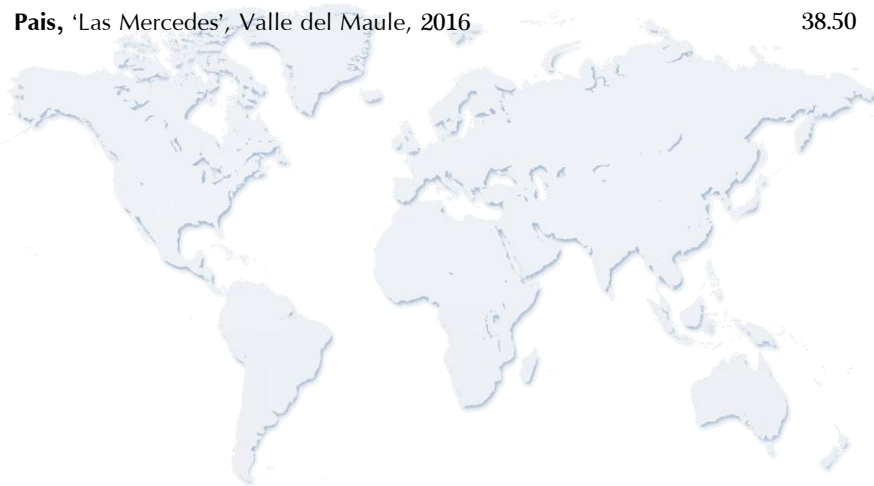 Pais, ‘Las Mercedes’, Valle del Maule, 2016 38.50